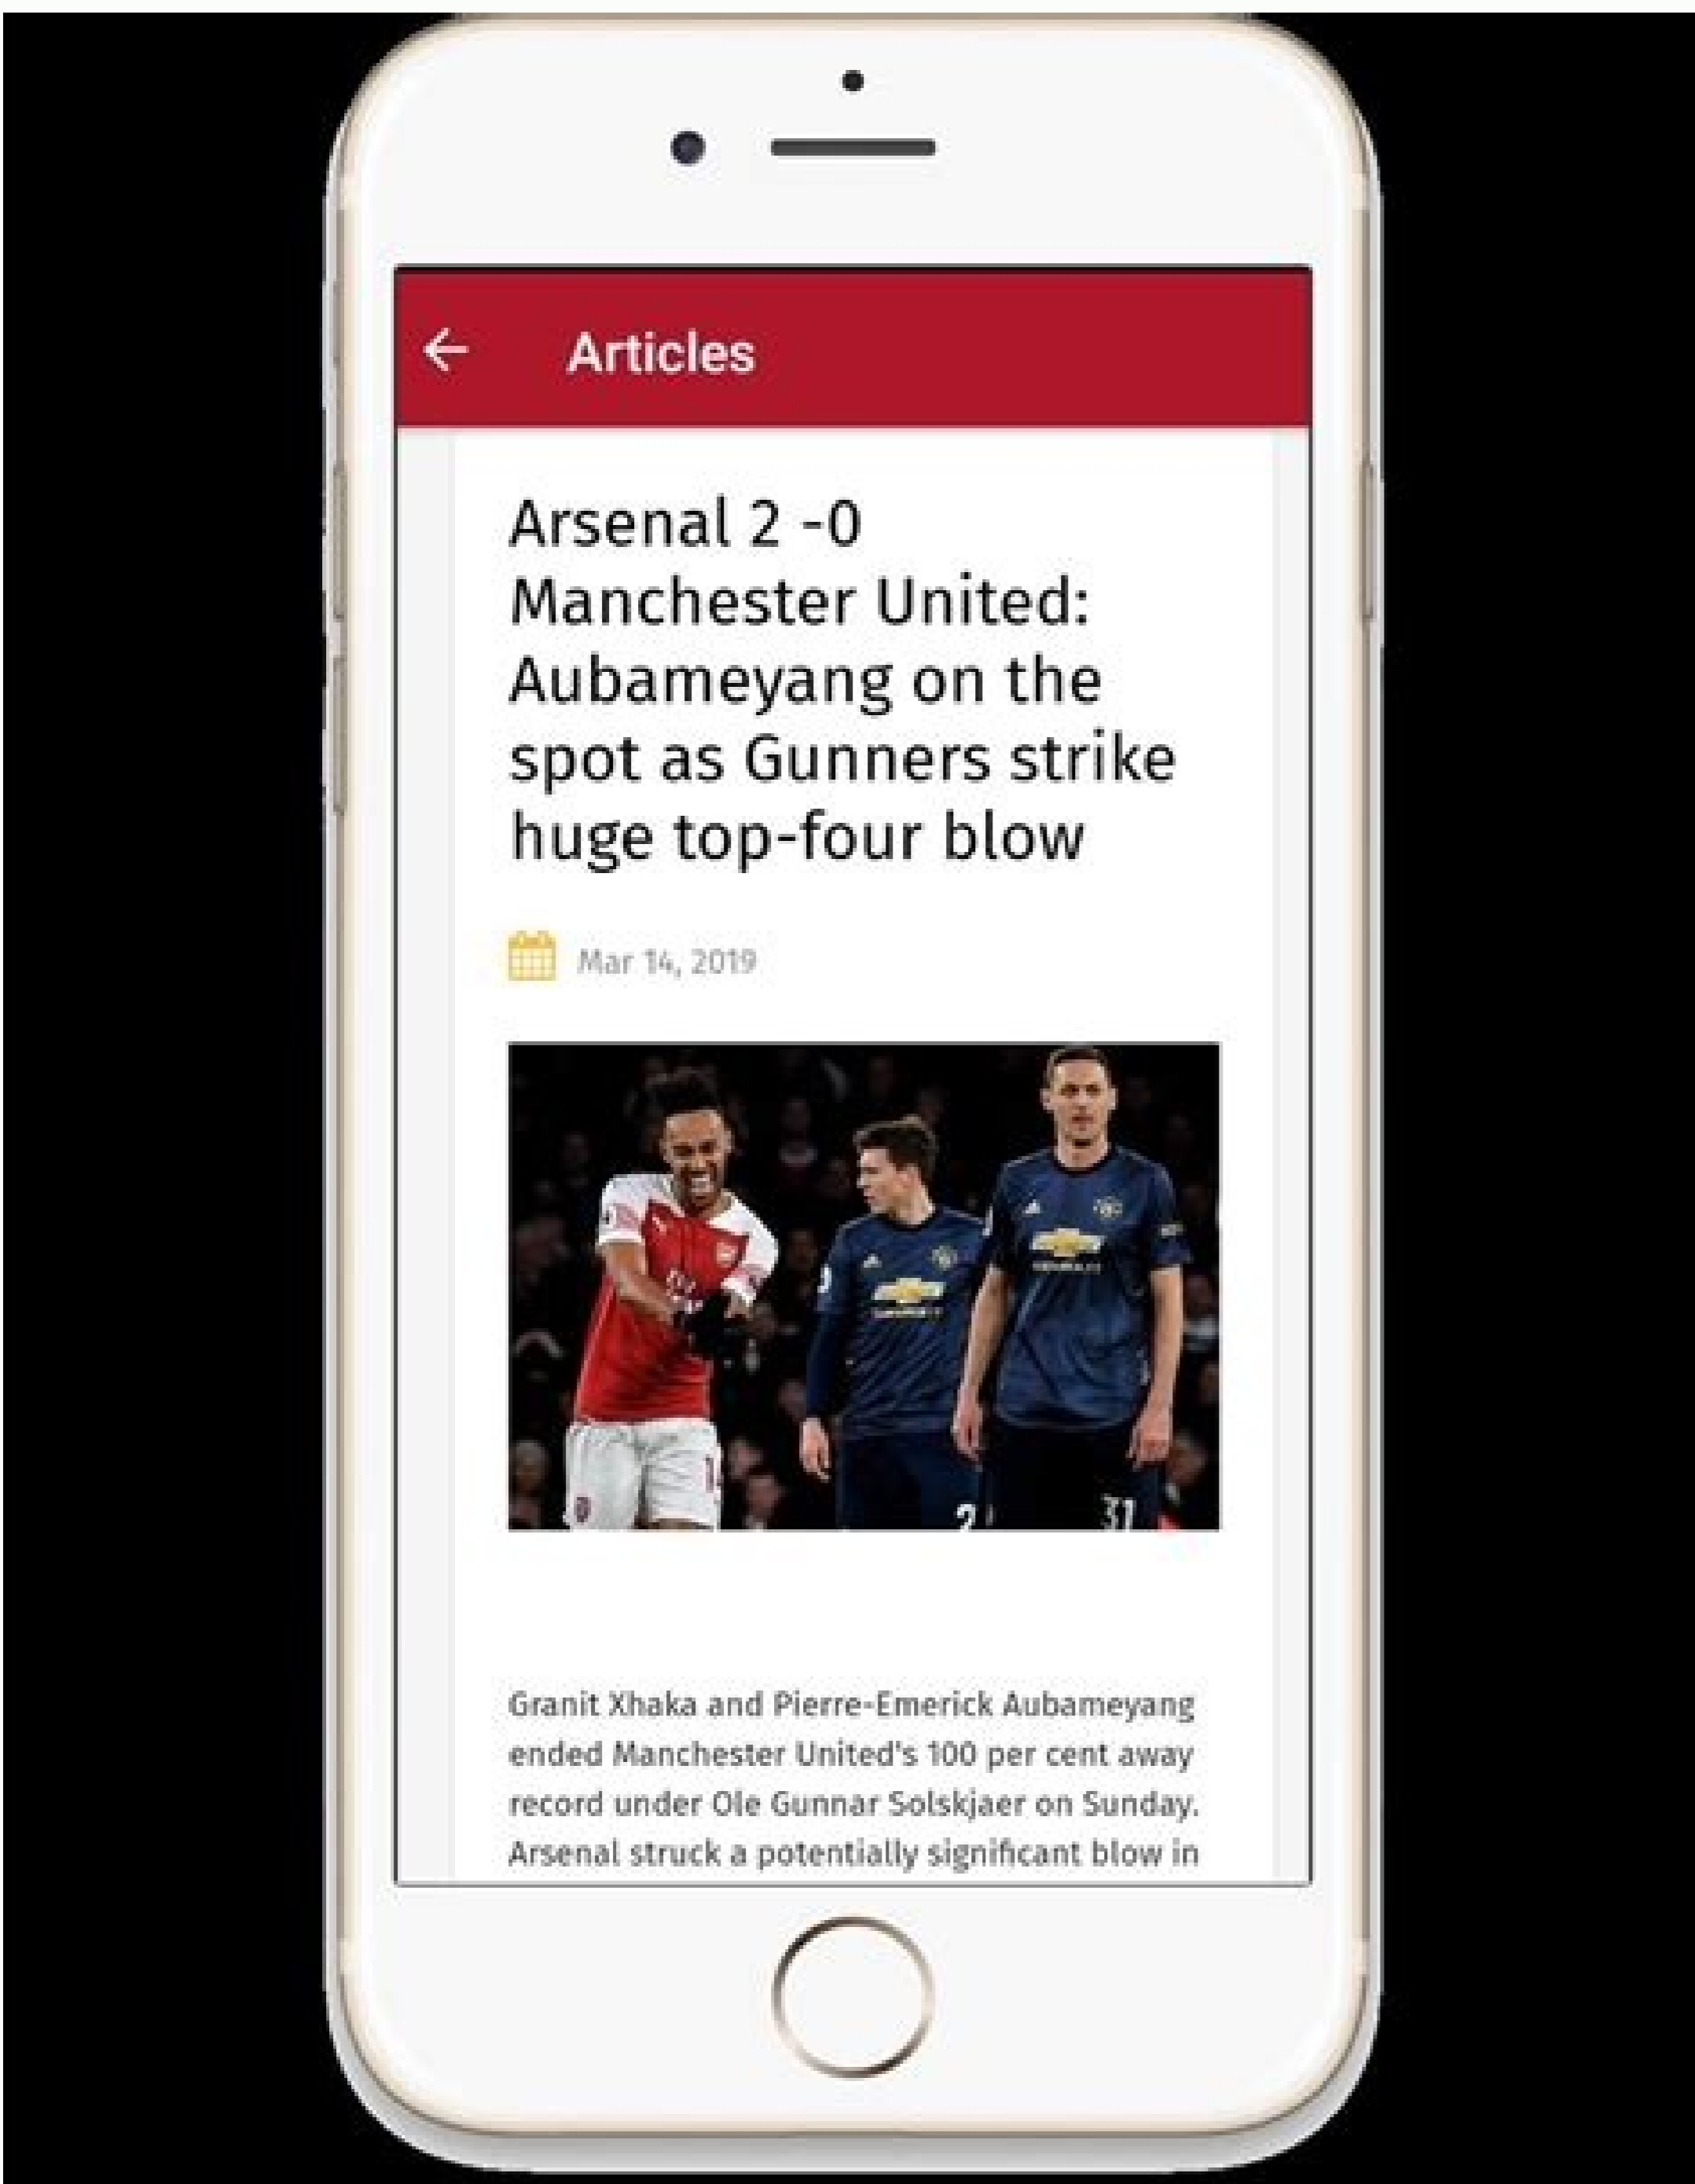 Articles
Arsenal 2 -0
Manchester United:
Aubameyang on the
spot as Gunners strike
huge top-four blow
Mar 14, 2019
2
31
Granit Xhaka and Pierre-Emerick Aubameyang
ended Manchester United's 100 per cent away
record under Ole Gunnar Solskjaer on Sunday.
Arsenal struck a potentially significant blow in